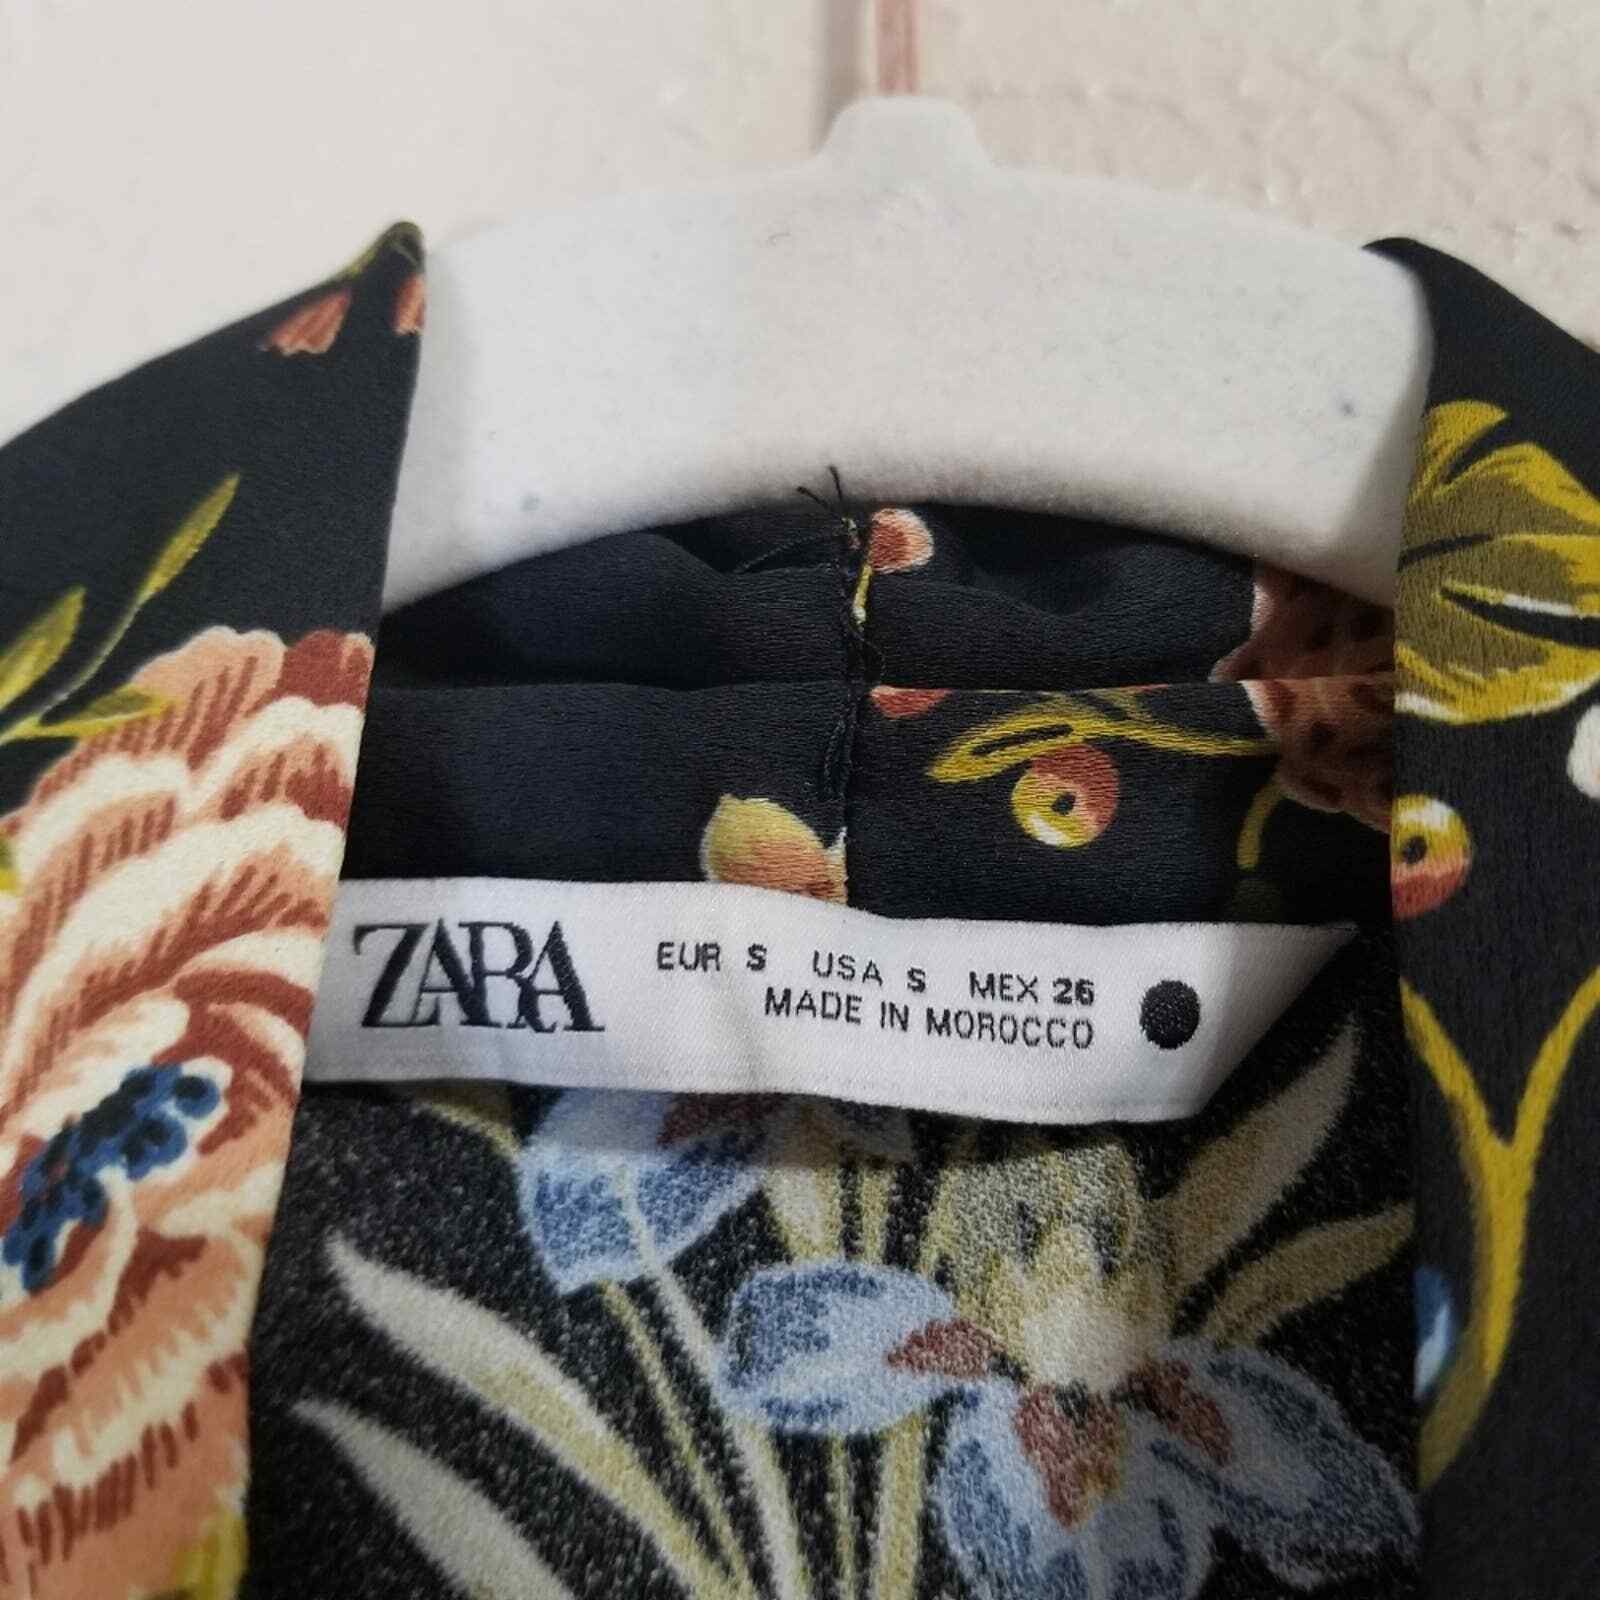 ZARA
EUR S USA S MEX 26
MADE IN MOROCCO